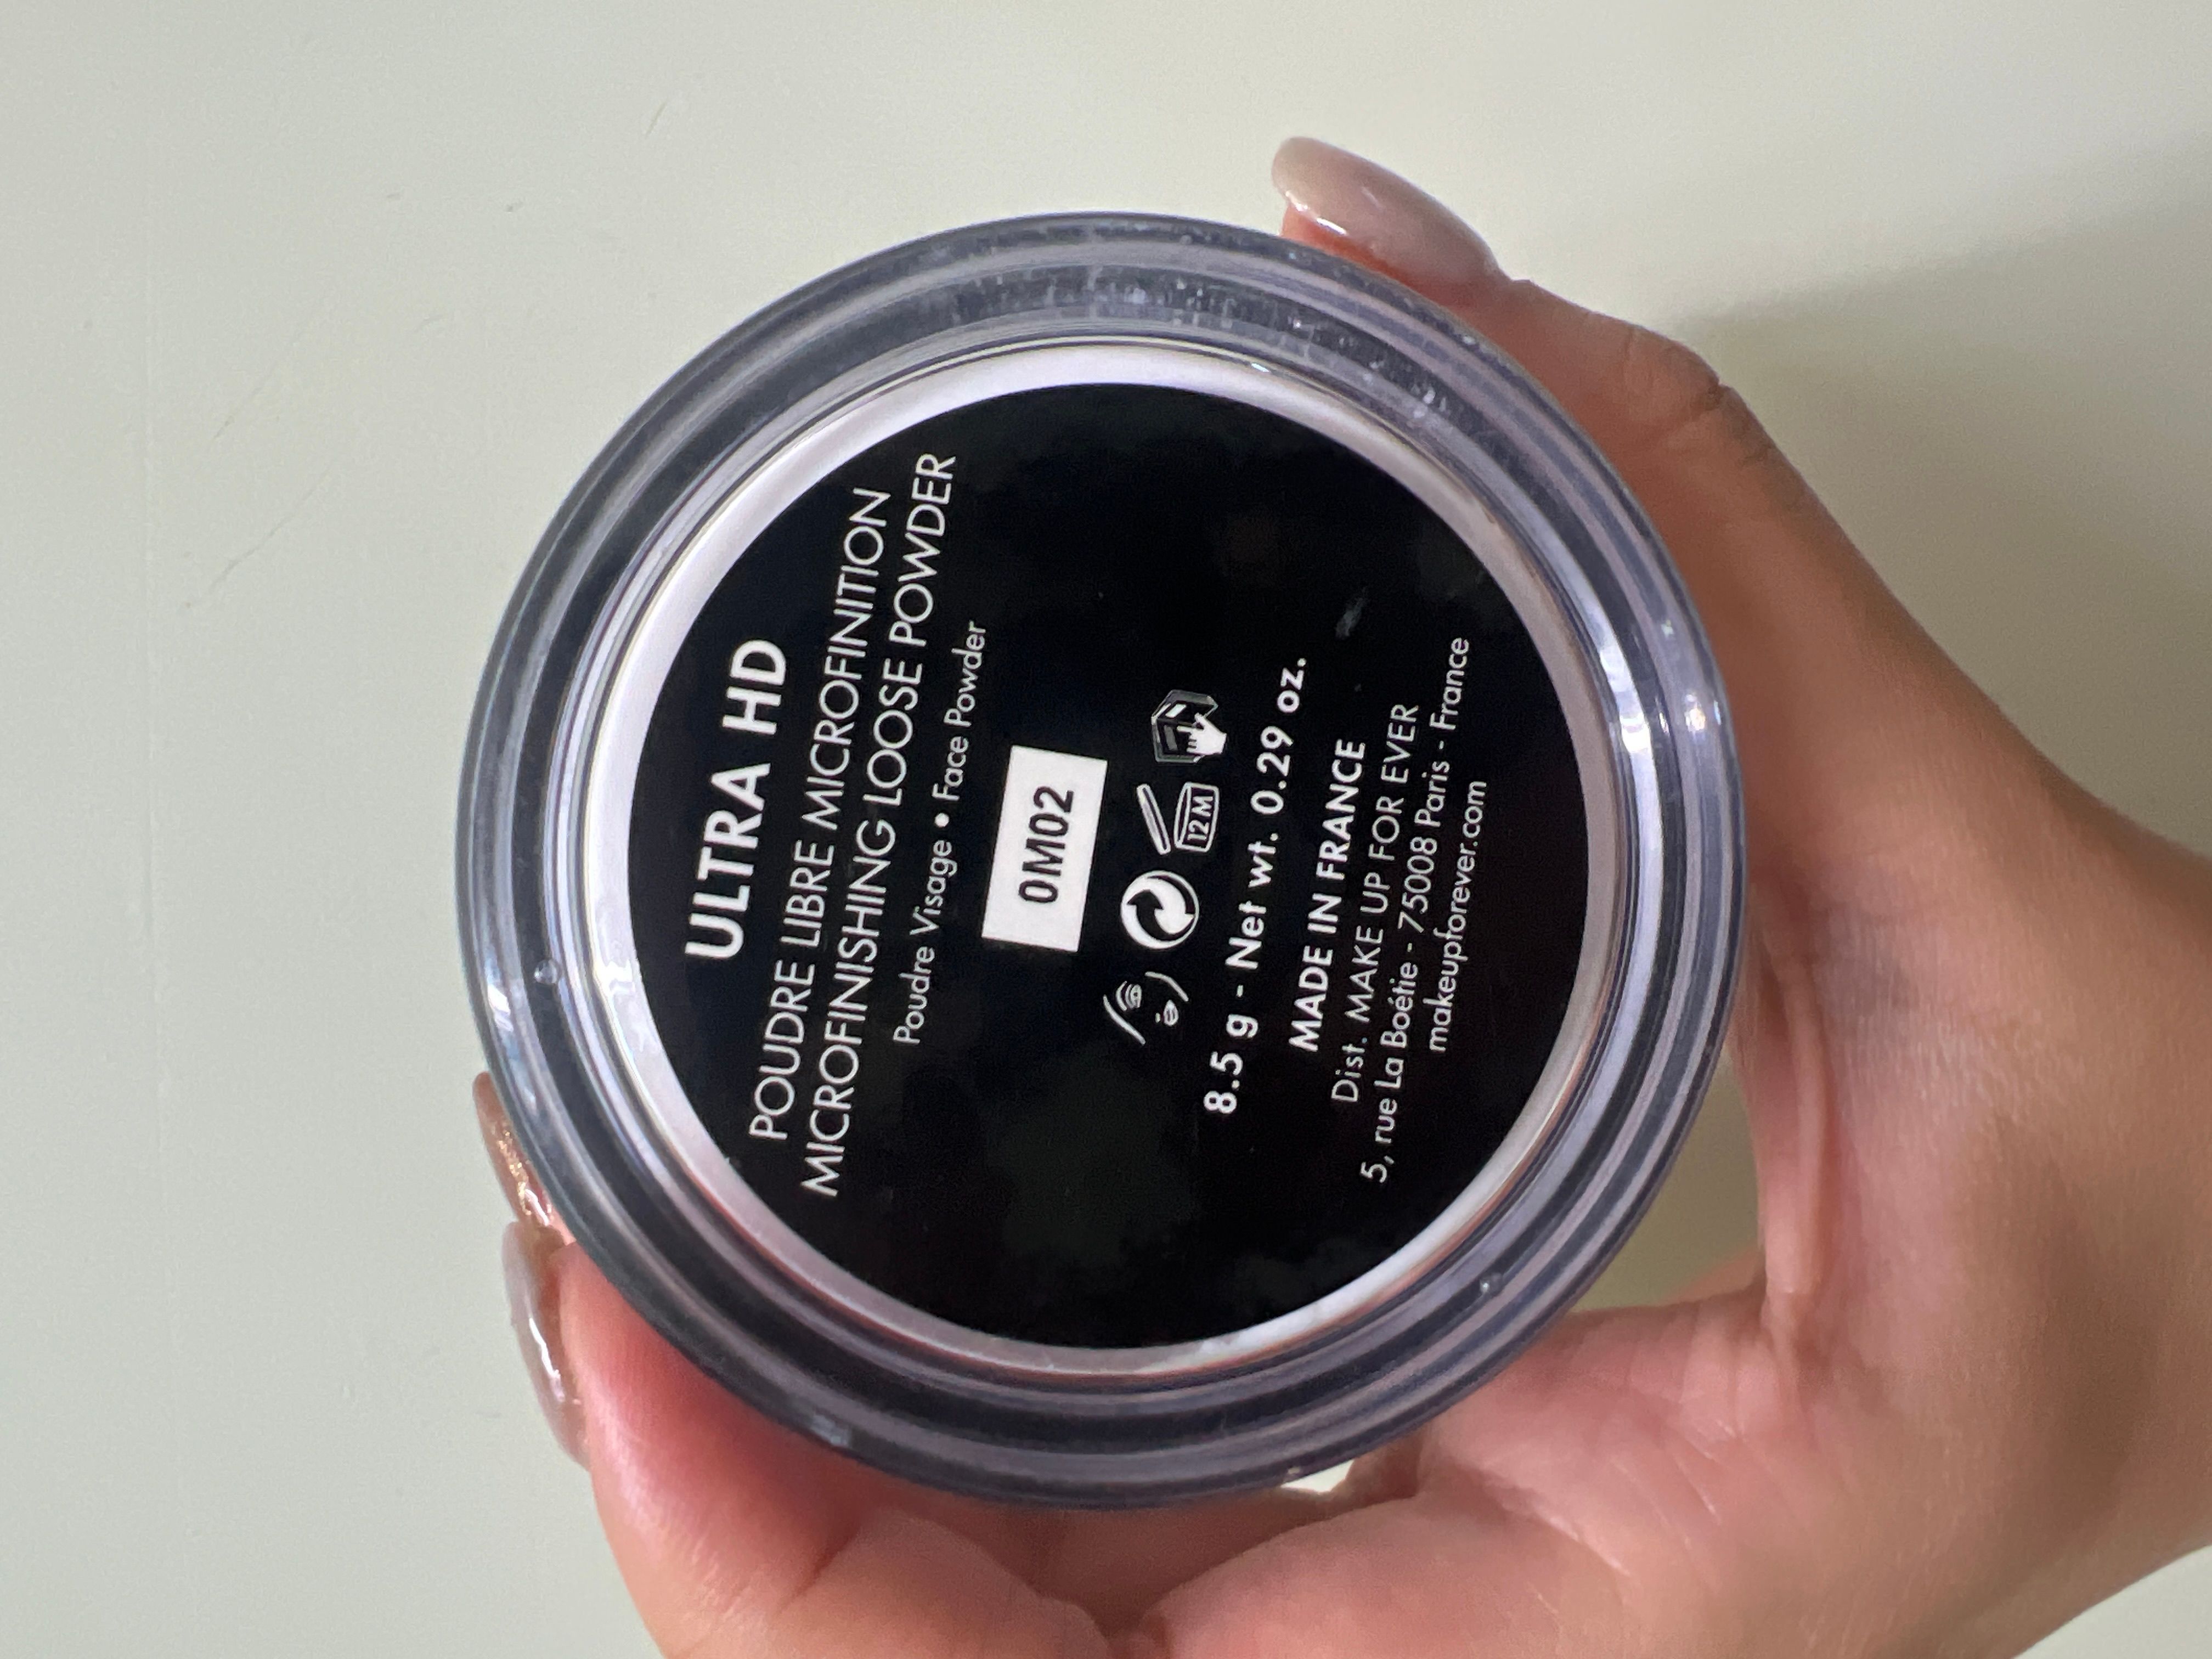 ULTRA HD
POUDRE LIBRE MICROFINITION
MICROFINISHING LOOSE POWDER
Poudre Visage • Face Powder
0M02
12M
8.5 g - Net wt. 0.29 oz.
MADE IN FRANCE
Dist. MAKE UP FOR EVER
5, rue La Boétie - 75008 Paris - France
makeupforever.com